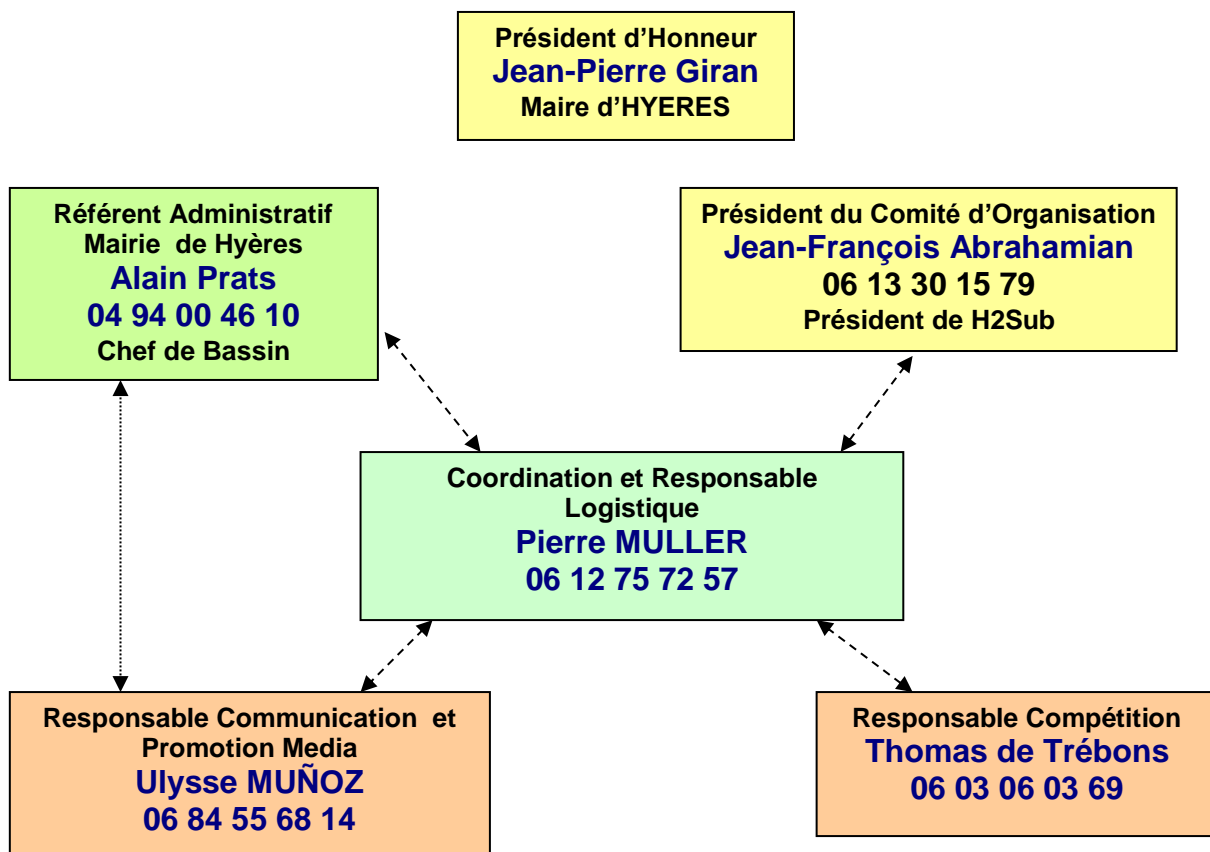 Président d’Honneur
Jean-Pierre Giran
Maire d’HYERES
Référent Administratif
Mairie de Hyères
Alain Prats
04 94 00 46 10
Chef de Bassin
Président du Comité d’Organisation
Jean-François Abrahamian
06 13 30 15 79
Président de H2Sub
Coordination et Responsable
Logistique
Pierre MULLER
06 12 75 72 57
Responsable Communication et
Promotion Media
Ulysse MUÑOZ
06 84 55 68 14
Responsable Compétition
Thomas de Trébons
06 03 06 03 69